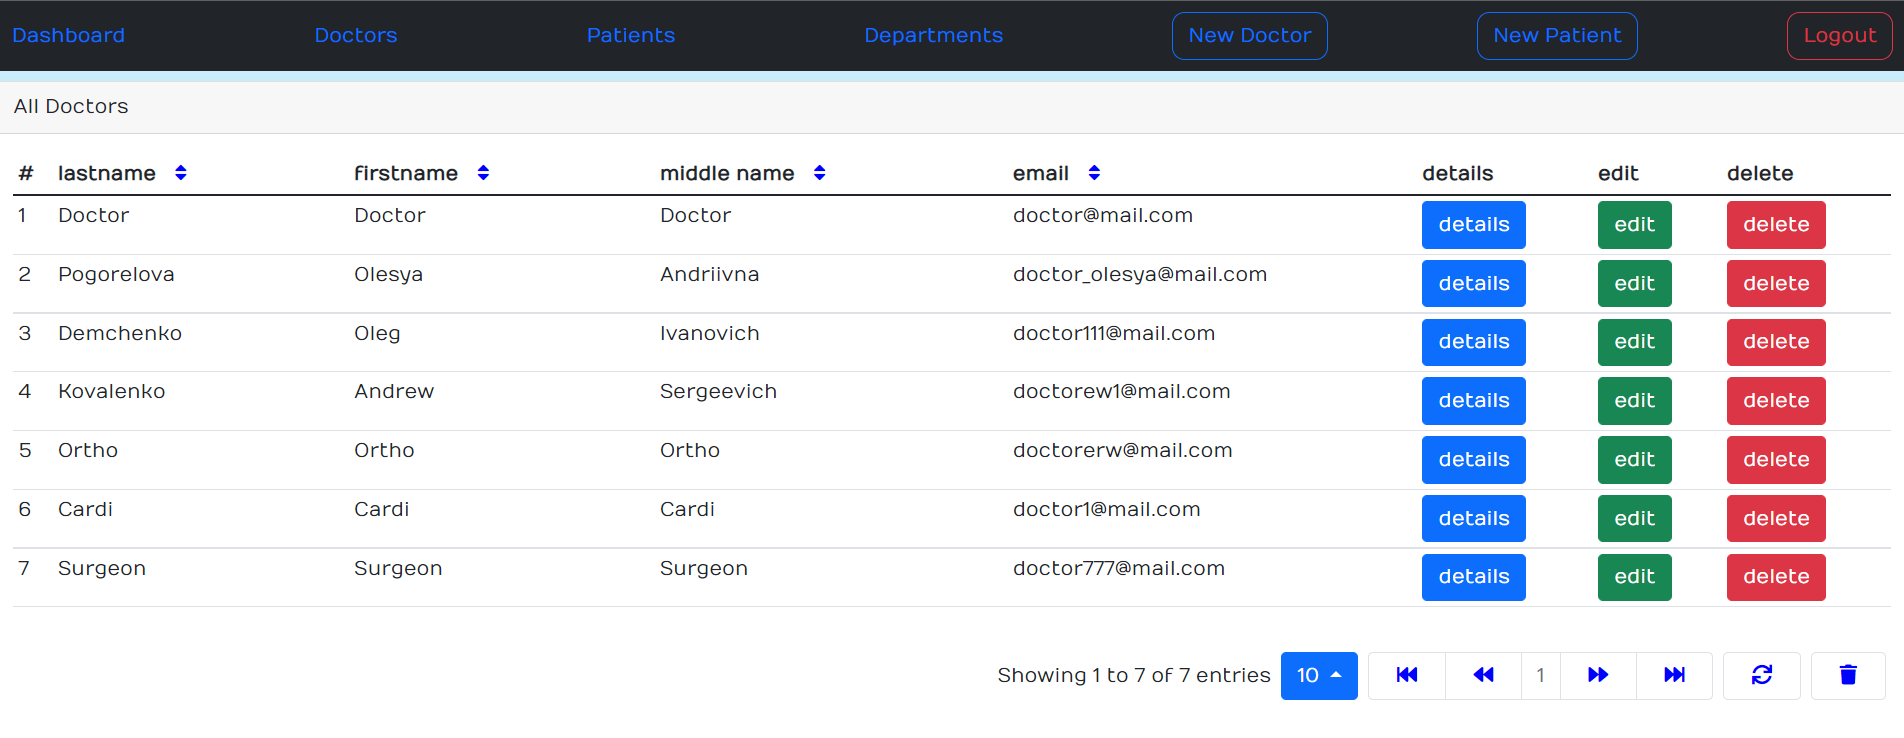 Dashboard Doctors Patients Departments New Doctor New Patient Logout
All Doctors
# lastname firstname middle name email details edit delete
1 Doctor Doctor Doctor doctor@mail.com details edit delete
2 Pogorelova Olesya Andriivna doctor_olesya@mail.com details edit delete
3 Demchenko Oleg Ivanovich doctor111@mail.com details edit delete
4 Kovalenko Andrew Sergeevich doctorew1@mail.com details edit delete
5 Ortho Ortho Ortho doctorerw@mail.com details edit delete
6 Cardi Cardi Cardi doctor1@mail.com details edit delete
7 Surgeon Surgeon Surgeon doctor777@mail.com details edit delete
Showing 1 to 7 of 7 entries 10 1